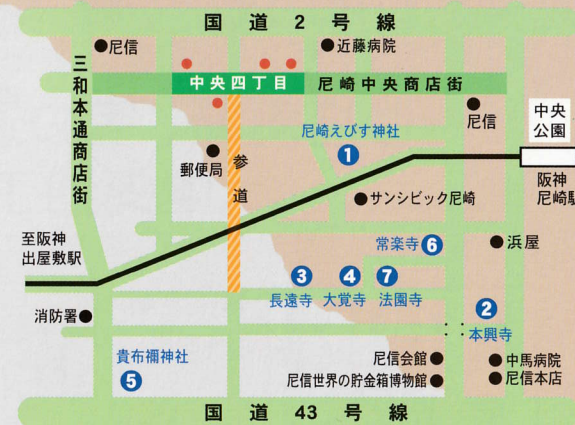 国道2号線
尼信
近藤病院
三和本通商店街
中央四丁目
尼崎中央商店街
尼信
中央
公園
尼崎えびす神社
1
郵便局
参道
サンシビック尼崎
阪神
尼崎駅
至阪神
出屋敷駅
常楽寺
6
浜屋
3
4
7
長遠寺
大覚寺
法園寺
2
本興寺
消防署
貴布禰神社
5
尼信会館
中馬病院
尼信世界の貯金箱博物館
尼信本店
国道43号線